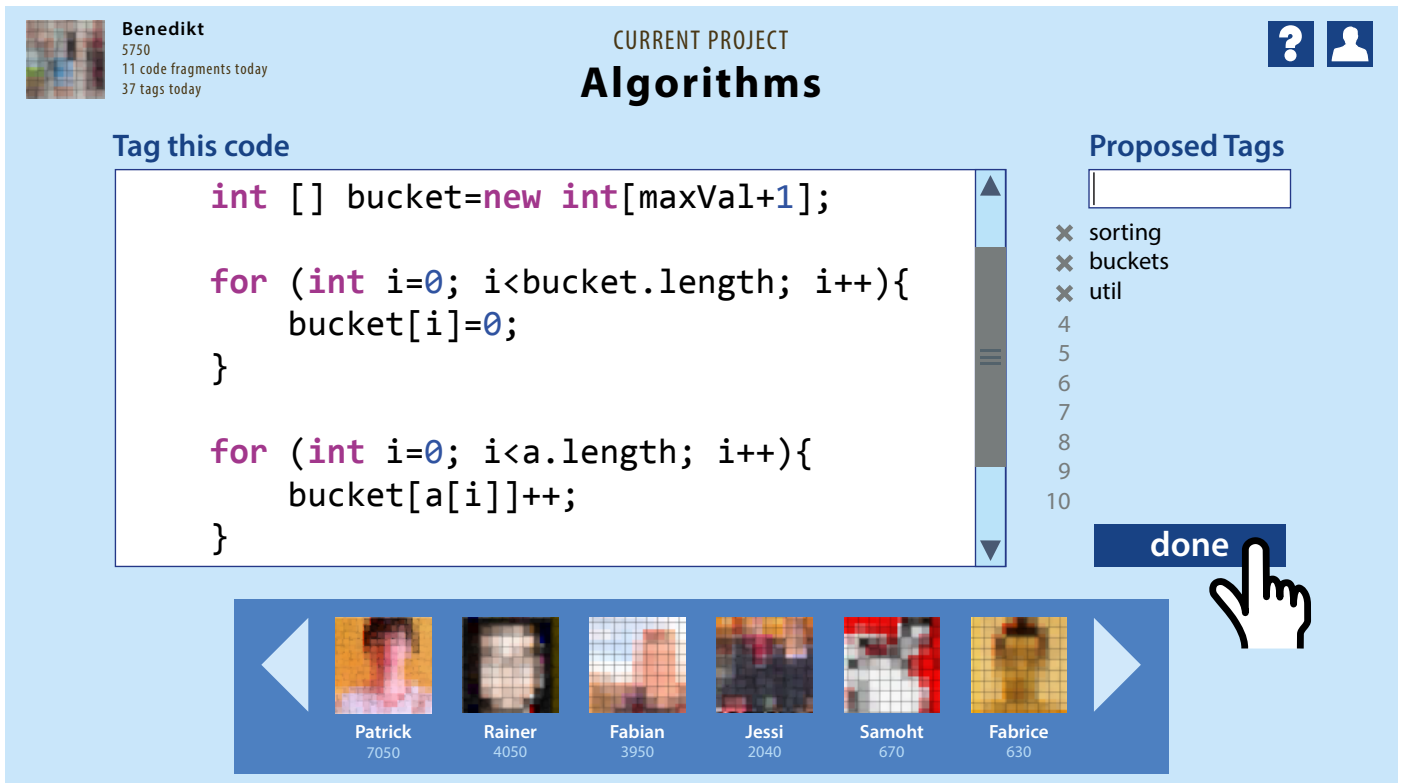 Benedikt
5750
11 code fragments today
37 tags today
CURRENT PROJECT
Algorithms
Tag this code
int [] bucket=new int[maxVal+1];
for (int i=0; i<bucket.length; i++){
bucket[i]=0;
}
for (int i=0; i<a.length; i++){
bucket[a[i]]++;
}
Proposed Tags
sorting
buckets
util
4
5
6
7
8
9
10
done
Patrick
7050
Rainer
4050
Fabian
3950
Jessi
2040
Samoht
670
Fabrice
630